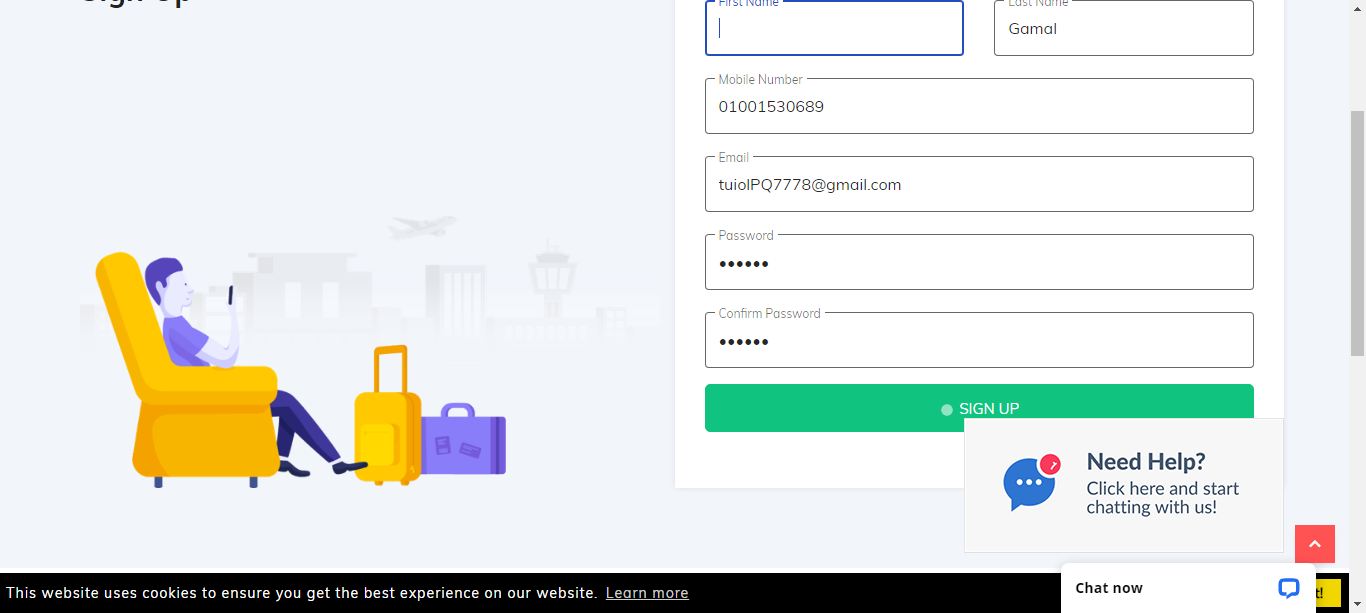 Sign Up
First Name
Last Name
Gamal
Mobile Number
01001530689
Email
tuiolPQ7778@gmail.com
Password
••••••
Confirm Password
••••••
SIGN UP
Need Help?
Click here and start
chatting with us!
This website uses cookies to ensure you get the best experience on our website. Learn more
Chat now